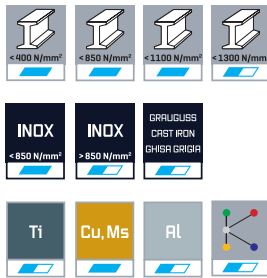 <400 N/mm² <850 N/mm² <1100 N/mm² <1300 N/mm²
INOX INOX GRAUGUSS
CAST IRON
GHISA GRIGIA
<850 N/mm² >850 N/mm²
Ti Cu,Ms Al